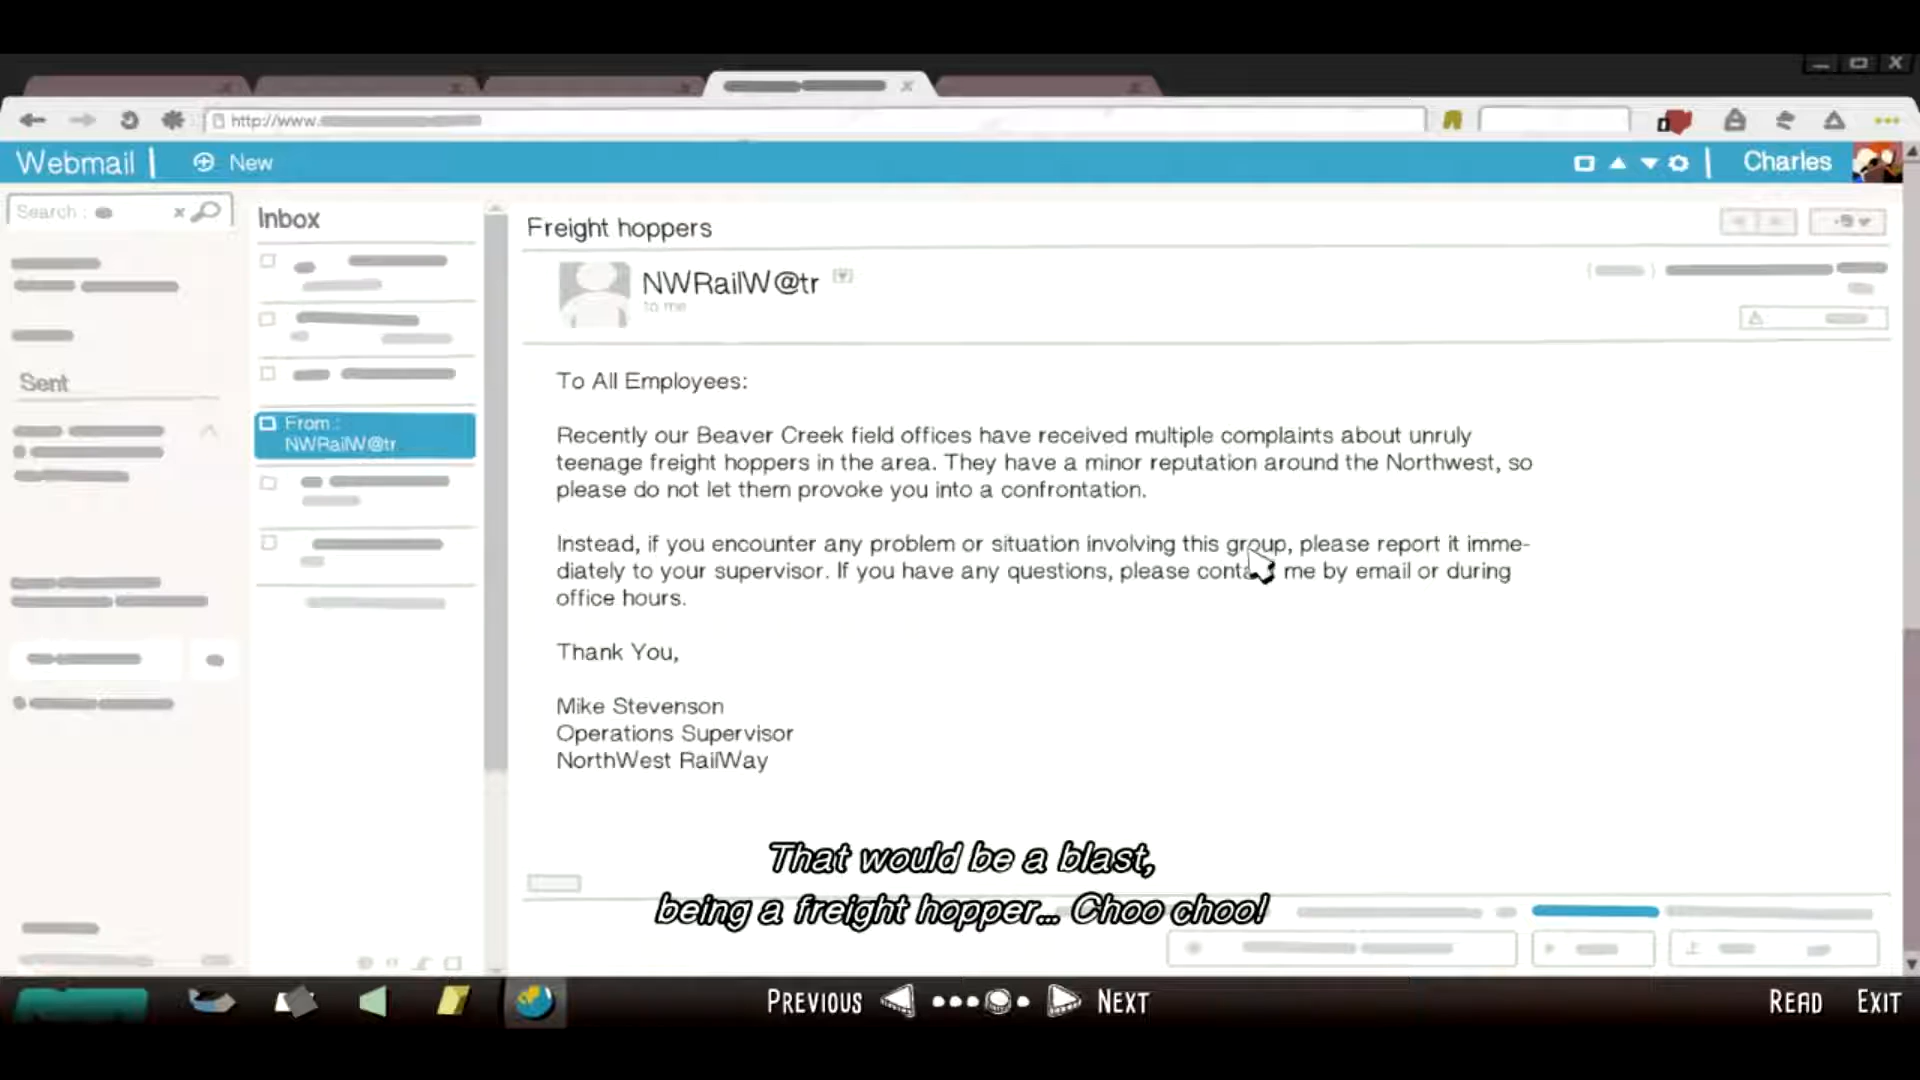 http://www.
Webmail
New
Charles
Search :
Inbox
Freight hoppers
NWRailW@tr
to me
Sent
From :
NWRailW@tr
To All Employees:
Recently our Beaver Creek field offices have received multiple complaints about unruly
teenage freight hoppers in the area. They have a minor reputation around the Northwest, so
please do not let them provoke you into a confrontation.
Instead, if you encounter any problem or situation involving this group, please report it imme-
diately to your supervisor. If you have any questions, please contact me by email or during
office hours.
Thank You,
Mike Stevenson
Operations Supervisor
NorthWest RailWay
That would be a blast,
being a freight hopper... Choo choo!
PREVIOUS
NEXT
READ
EXIT